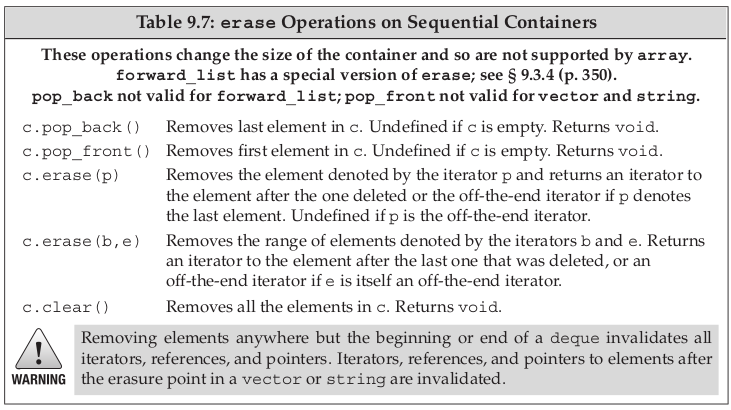 Table 9.7: erase Operations on Sequential Containers
These operations change the size of the container and so are not supported by array.
forward_list has a special version of erase; see § 9.3.4 (p. 350).
pop_back not valid for forward_list; pop_front not valid for vector and string.
c.pop_back() Removes last element in c. Undefined if c is empty. Returns void.
c.pop_front() Removes first element in c. Undefined if c is empty. Returns void.
c.erase(p) Removes the element denoted by the iterator p and returns an iterator to
the element after the one deleted or the off-the-end iterator if p denotes
the last element. Undefined if p is the off-the-end iterator.
c.erase(b,e) Removes the range of elements denoted by the iterators b and e. Returns
an iterator to the element after the last one that was deleted, or an
off-the-end iterator if e is itself an off-the-end iterator.
c.clear() Removes all the elements in c. Returns void.
Removing elements anywhere but the beginning or end of a deque invalidates all
iterators, references, and pointers. Iterators, references, and pointers to elements after
the erasure point in a vector or string are invalidated.
!
WARNING